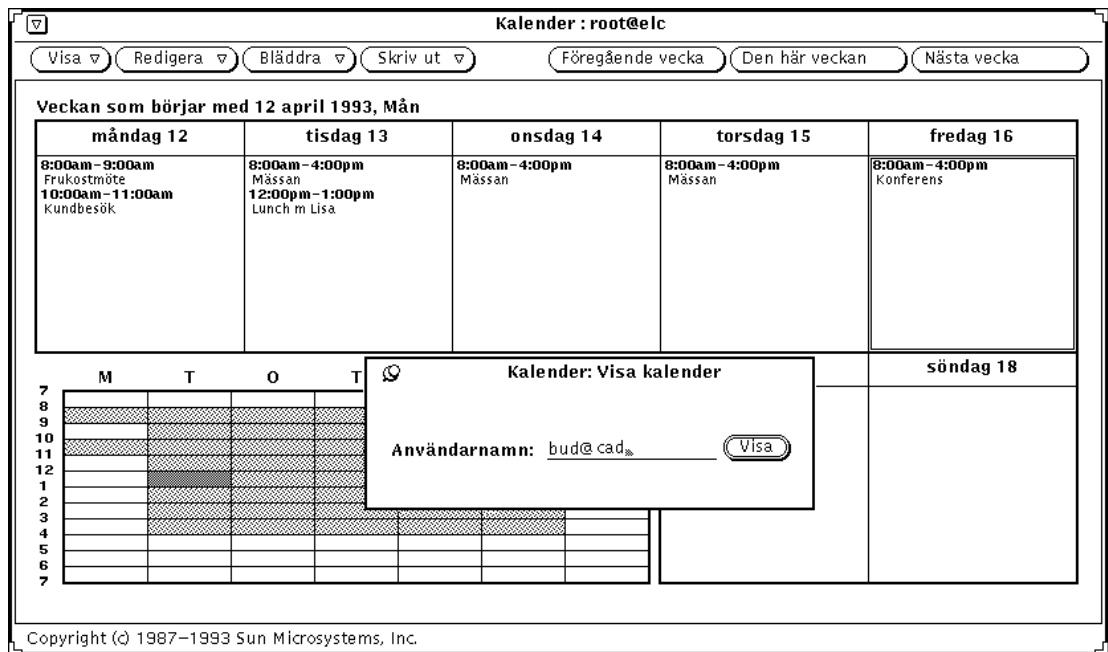 Kalender : root@elc
Visa Redigera Bläddra Skriv ut Föregående vecka Den här veckan Nästa vecka
Veckan som börjar med 12 april 1993, Mån
måndag 12 tisdag 13 onsdag 14 torsdag 15 fredag 16
8:00am-9:00am
Frukostmöte
10:00am-11:00am
Kundbesök
8:00am-4:00pm
Mässan
12:00pm-1:00pm
Lunch m Lisa
8:00am-4:00pm
Mässan
8:00am-4:00pm
Mässan
8:00am-4:00pm
Konferens
söndag 18
M T O T
7
8
9
10
11
12
1
2
3
4
5
6
7
Kalender: Visa kalender
Användarnamn: bud@cad Visa
Copyright (c) 1987-1993 Sun Microsystems, Inc.